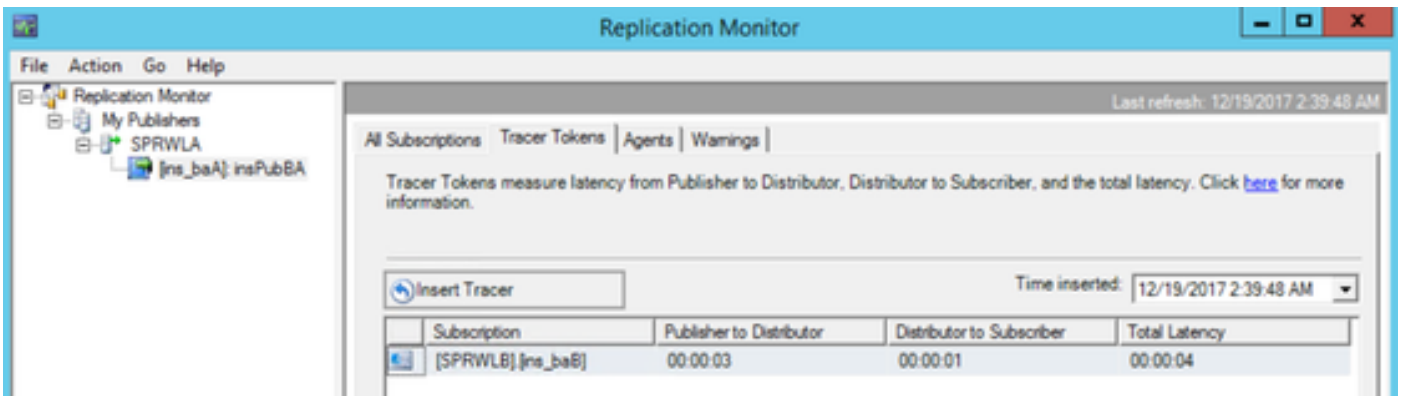 Replication Monitor
File Action Go Help
Replication Monitor
My Publishers
SPRWLA
[ins_baA]: insPubBA
Last refresh: 12/19/2017 2:39:48 AM
All Subscriptions Tracer Tokens Agents Warnings
Tracer Tokens measure latency from Publisher to Distributor, Distributor to Subscriber, and the total latency. Click here for more
information.
Insert Tracer
Time inserted: 12/19/2017 2:39:48 AM
Subscription Publisher to Distributor Distributor to Subscriber Total Latency
[SPRWLB].[ins_baB] 00:00:03 00:00:01 00:00:04